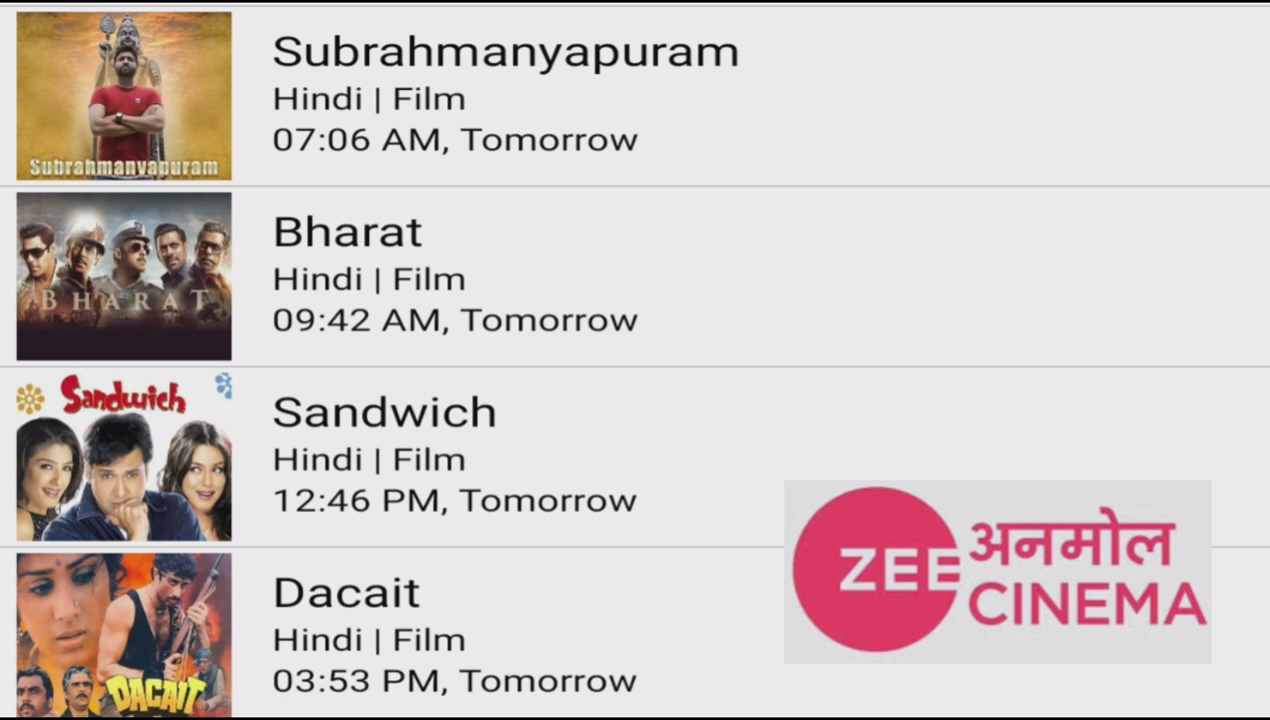 Subrahmanyapuram
Subrahmanyapuram
Hindi | Film
07:06 AM, Tomorrow
BHARAT
Bharat
Hindi | Film
09:42 AM, Tomorrow
Sandwich
Sandwich
Hindi | Film
12:46 PM, Tomorrow
DACAIT
Dacait
Hindi | Film
03:53 PM, Tomorrow
ZEE अनमोल
CINEMA